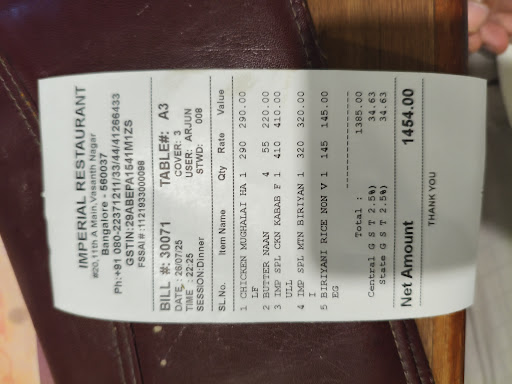 IMPERIAL RESTAURANT
#20,11th A Main,Vasanth Nagar
Bangalore - 560037
Ph:+91 080-22371211/33/44/41266433
GSTIN:29ABEPA1541M1ZS
FSSAI # :1121933000098
BILL #: 30071 TABLE#: A3
DATE : 26/07/25 COVER: 3
TIME : 22:25 USER: ARJUN
SESSION:Dinner STWD: 008
SL.No. Item Name Qty Rate Value
1 CHICKEN MUGHALAI HA 1 290 290.00
LF
2 BUTTER NAAN 4 55 220.00
3 IMP SPL CKN KABAB F 1 410 410.00
ULL
4 IMP SPL MTN BIRIYAN 1 320 320.00
I
5 BIRIYANI RICE NON V 1 145 145.00
EG
Total : 1385.00
Central G S T 2.5%) 34.63
State G S T 2.5%) 34.63
Net Amount 1454.00
THANK YOU